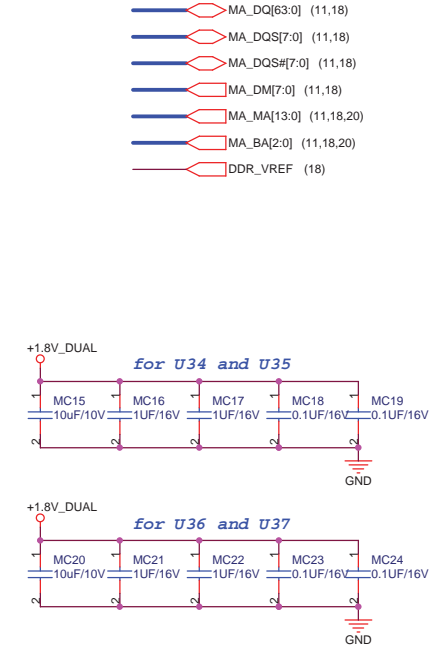 MA_DQ[63:0] (11,18)
MA_DQS[7:0] (11,18)
MA_DQS#[7:0] (11,18)
MA_DM[7:0] (11,18)
MA_MA[13:0] (11,18,20)
MA_BA[2:0] (11,18,20)
DDR_VREF (18)
+1.8V_DUAL
for U34 and U35
1 1 1 1 1
MC15 MC16 MC17 MC18 MC19
10uF/10V 1UF/16V 1UF/16V 0.1UF/16V 0.1UF/16V
2 2 2 2 2
GND
+1.8V_DUAL
for U36 and U37
1 1 1 1 1
MC20 MC21 MC22 MC23 MC24
10uF/10V 1UF/16V 1UF/16V 0.1UF/16V 0.1UF/16V
2 2 2 2 2
GND